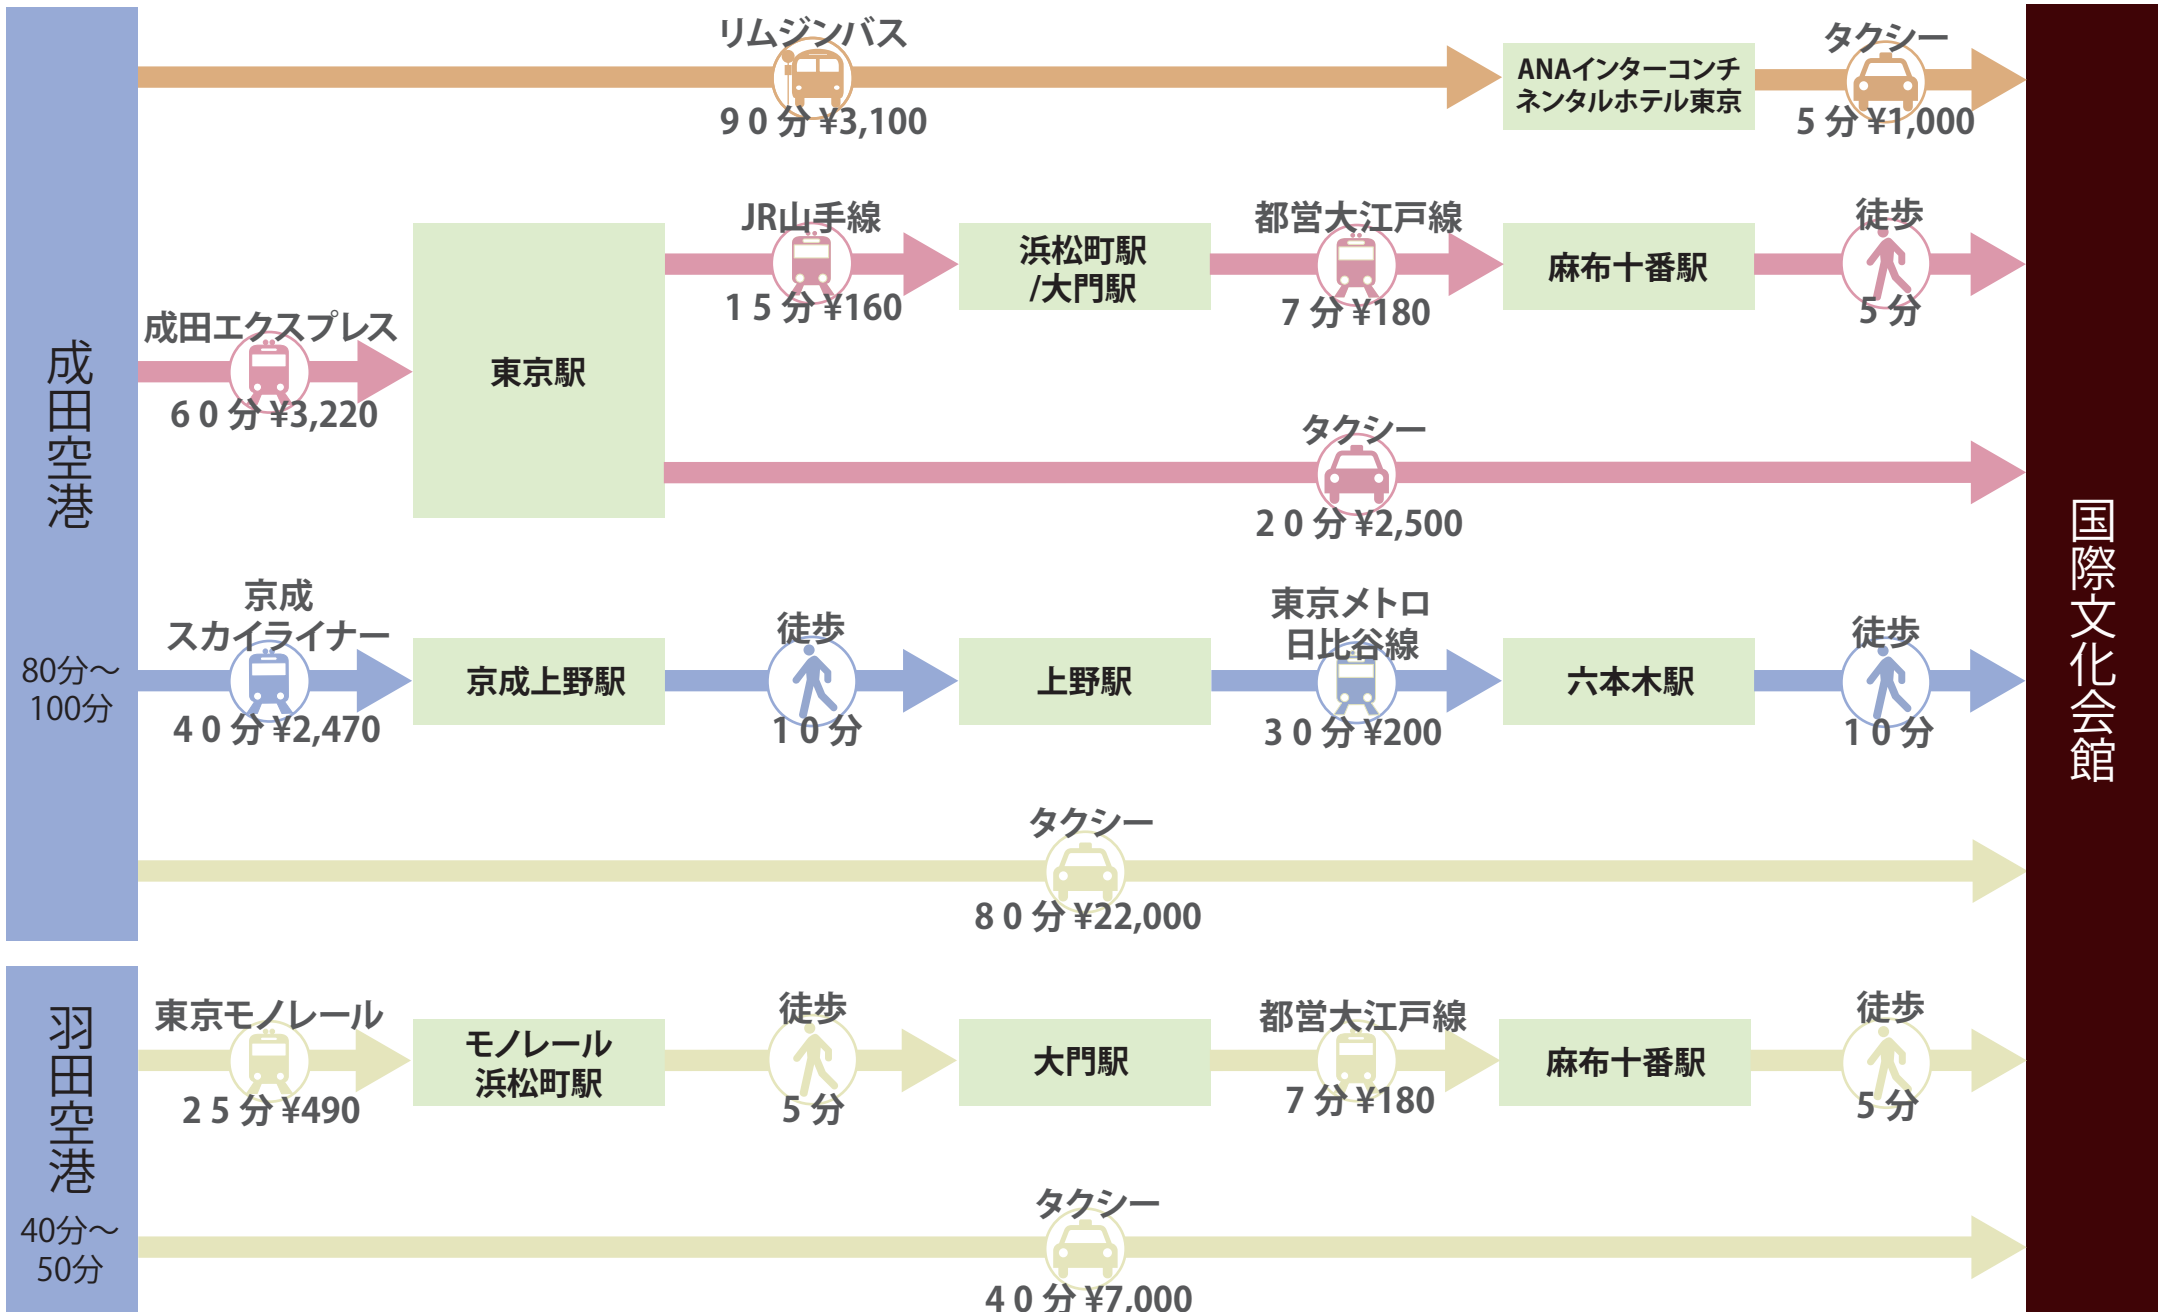 成田空港
80分〜
100分
リムジンバス
90分 ¥3,100
ANAインターコンチ
ネンタルホテル東京
タクシー
5分 ¥1,000
成田エクスプレス
60分 ¥3,220
東京駅
JR山手線
15分 ¥160
浜松町駅
/大門駅
都営大江戸線
7分 ¥180
麻布十番駅
徒歩
5分
タクシー
20分 ¥2,500
京成
スカイライナー
40分 ¥2,470
京成上野駅
徒歩
10分
上野駅
東京メトロ
日比谷線
30分 ¥200
六本木駅
徒歩
10分
タクシー
80分 ¥22,000
羽田空港
40分〜
50分
東京モノレール
25分 ¥490
モノレール
浜松町駅
徒歩
5分
大門駅
都営大江戸線
7分 ¥180
麻布十番駅
徒歩
5分
タクシー
40分 ¥7,000
国際文化会館